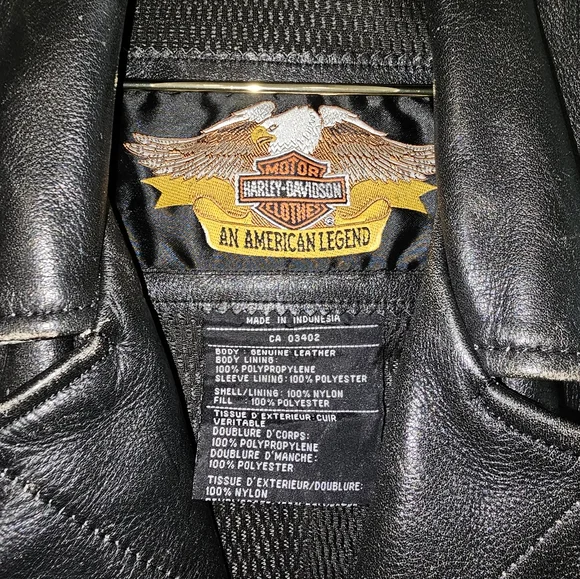 MOTOR
HARLEY-DAVIDSON
CLOTHES
®
AN AMERICAN LEGEND
MADE IN INDONESIA
CA 03402
BODY : GENUINE LEATHER
BODY LINING:
100% POLYPROPYLENE
SLEEVE LINING: 100% POLYESTER
SHELL/LINING: 100% NYLON
FILL : 100% POLYESTER
TISSUE D'EXTERIEUR: CUIR
VERITABLE
DOUBLURE D'CORPS:
100% POLYPROPYLENE
DOUBLURE D'MANCHE:
100% POLYESTER
TISSUE D'EXTERIEUR/DOUBLURE:
100% NYLON